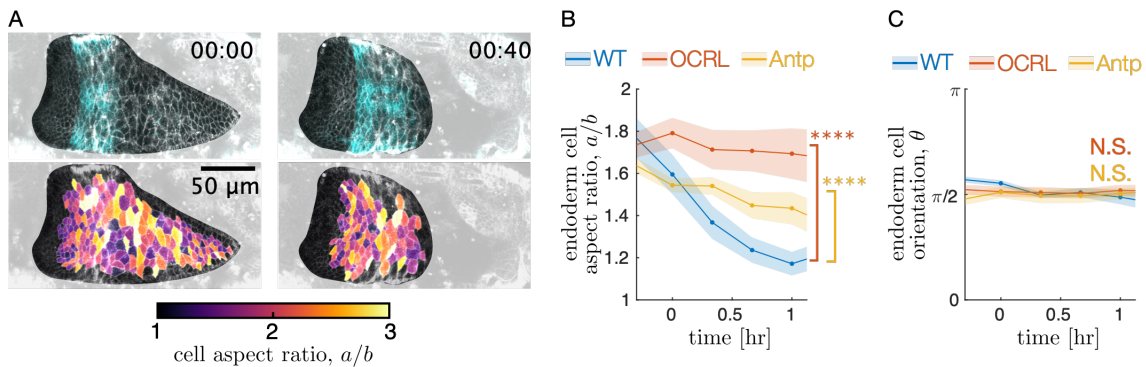 A
00:00
00:40
50 µm
1
2
3
cell aspect ratio, a/b
B
WT
OCRL
Antp
2
1.8
1.6
1.4
1.2
1
endoderm cell
aspect ratio, a/b
****
****
0
0.5
1
time [hr]
C
WT
OCRL
Antp
π
π/2
0
endoderm cell
orientation, θ
N.S.
N.S.
0
0.5
1
time [hr]